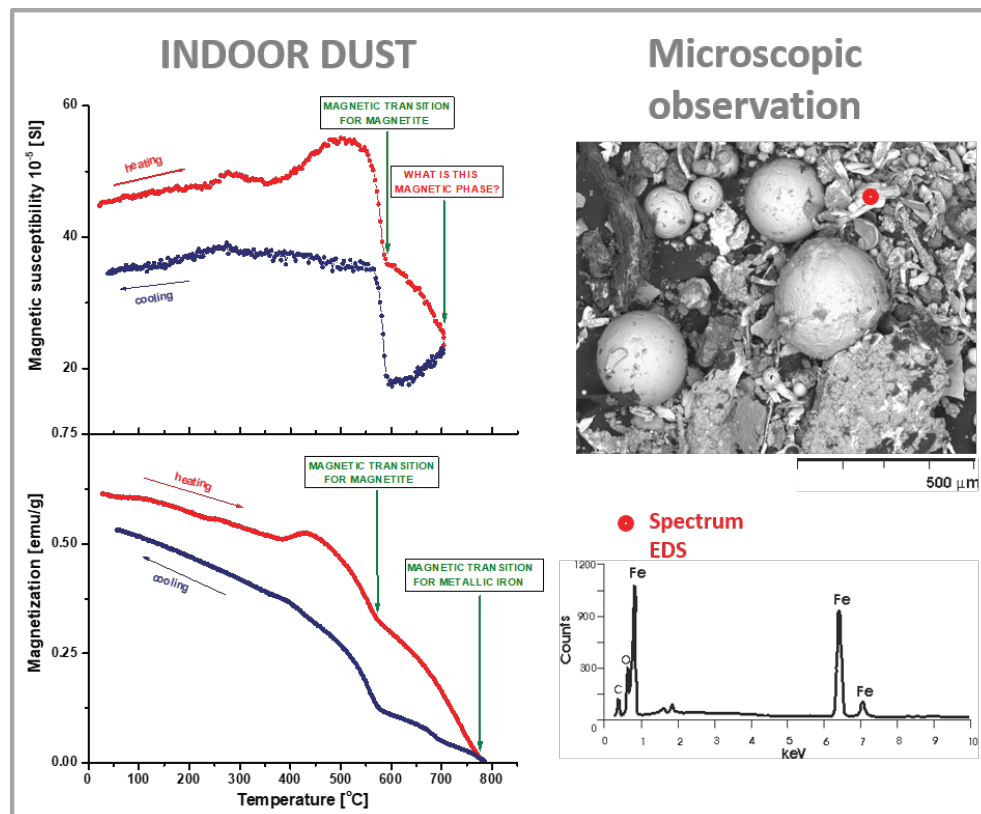 INDOOR DUST
Microscopic
observation
60
40
20
0.75
Magnetic susceptibility 10⁻⁵ [SI]
heating
cooling
MAGNETIC TRANSITION
FOR MAGNETITE
WHAT IS THIS
MAGNETIC PHASE?
0.50
0.25
0.00
Magnetization [emu/g]
heating
cooling
MAGNETIC TRANSITION
FOR MAGNETITE
MAGNETIC TRANSITION
FOR METALLIC IRON
0 100 200 300 400 500 600 700 800
Temperature [°C]
500 μm
Spectrum
EDS
1200
900
300
0
Counts
C
O
Fe
Fe
Fe
0 1 2 3 4 5 6 7 8 9 10
keV